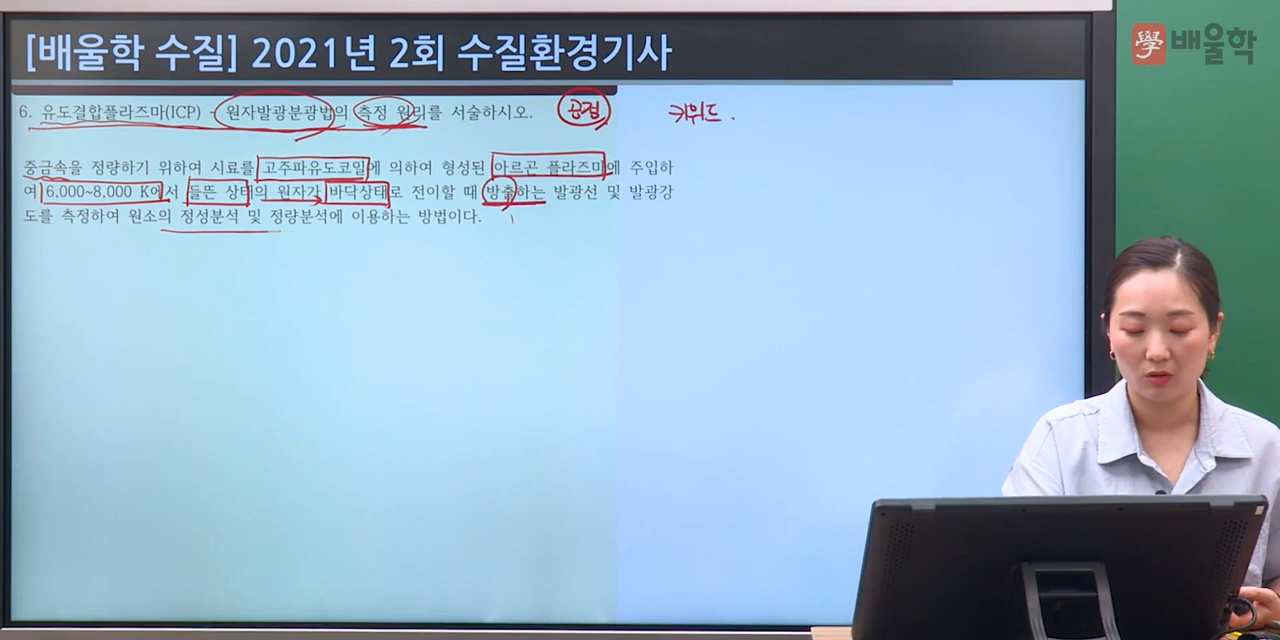 [배울학 수질] 2021년 2회 수질환경기사
學 배울학
6. 유도결합플라즈마(ICP) - 원자발광분광법의 측정 원리를 서술하시오.
공정
키워드.
중금속을 정량하기 위하여 시료를 고주파유도코일에 의하여 형성된 아르곤 플라즈마에 주입하
여 6,000~8,000 K에서 들뜬 상태의 원자가 바닥상태로 전이할 때 방출하는 발광선 및 발광강
도를 측정하여 원소의 정성분석 및 정량분석에 이용하는 방법이다.